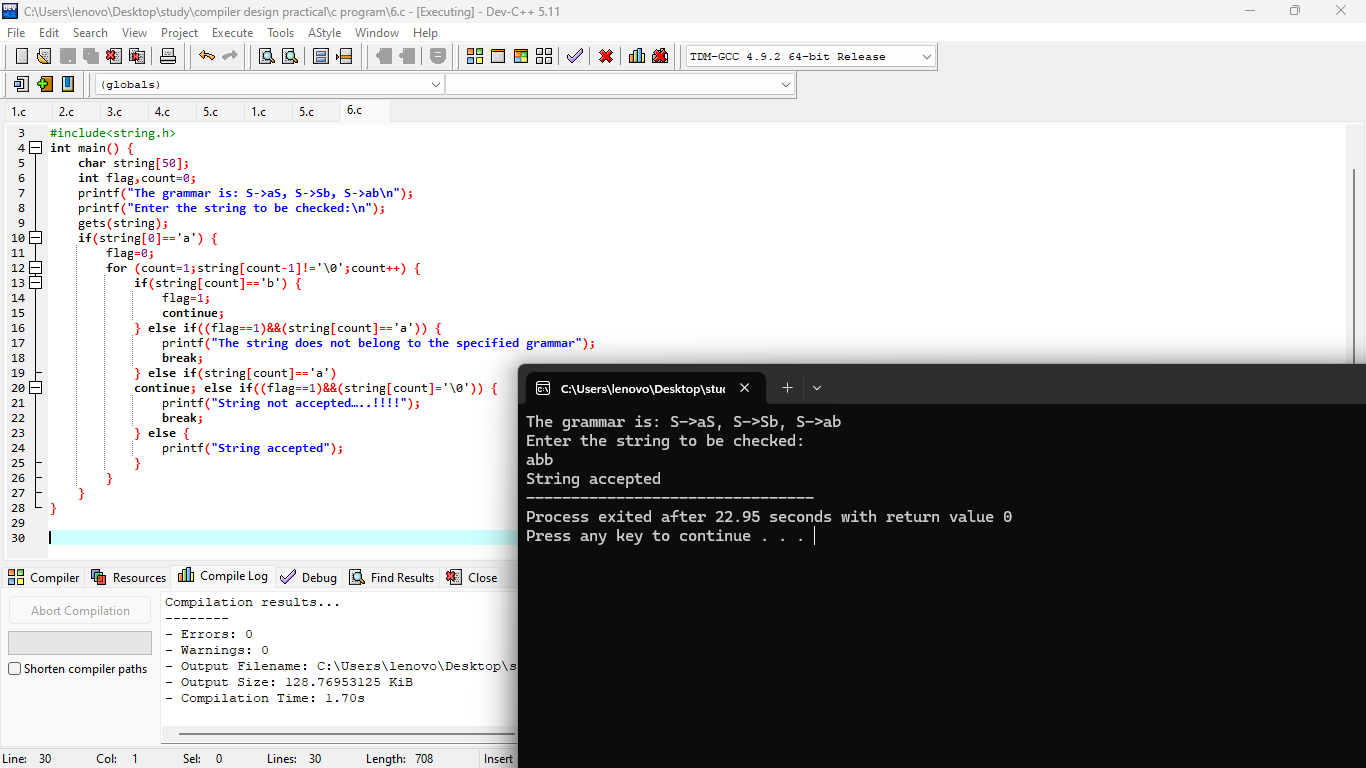 C:\Users\lenovo\Desktop\study\compiler design practical\c program\6.c - [Executing] - Dev-C++ 5.11
File Edit Search View Project Execute Tools AStyle Window Help
TDM-GCC 4.9.2 64-bit Release
(globals)
1.c 2.c 3.c 4.c 5.c 1.c 5.c 6.c
3 #include<string.h>
4 int main() {
5 char string[50];
6 int flag,count=0;
7 printf("The grammar is: S->aS, S->Sb, S->ab\n");
8 printf("Enter the string to be checked:\n");
9 gets(string);
10 if(string[0]=='a') {
11 flag=0;
12 for (count=1;string[count-1]!='\0';count++) {
13 if(string[count]=='b') {
14 flag=1;
15 continue;
16 } else if((flag==1)&&(string[count]=='a')) {
17 printf("The string does not belong to the specified grammar");
18 break;
19 } else if(string[count]=='a')
20 continue; else if((flag==1)&&(string[count]='\0')) {
21 printf("String not accepted…..!!!!");
22 break;
23 } else {
24 printf("String accepted");
25 }
26 }
27 }
28 }
29
30
C:\Users\lenovo\Desktop\stuc
The grammar is: S->aS, S->Sb, S->ab
Enter the string to be checked:
abb
String accepted
--------------------------------
Process exited after 22.95 seconds with return value 0
Press any key to continue . . .
Compiler Resources Compile Log Debug Find Results Close
Abort Compilation
Shorten compiler paths
Compilation results...
--------
- Errors: 0
- Warnings: 0
- Output Filename: C:\Users\lenovo\Desktop\s
- Output Size: 128.76953125 KiB
- Compilation Time: 1.70s
Line: 30 Col: 1 Sel: 0 Lines: 30 Length: 708 Insert